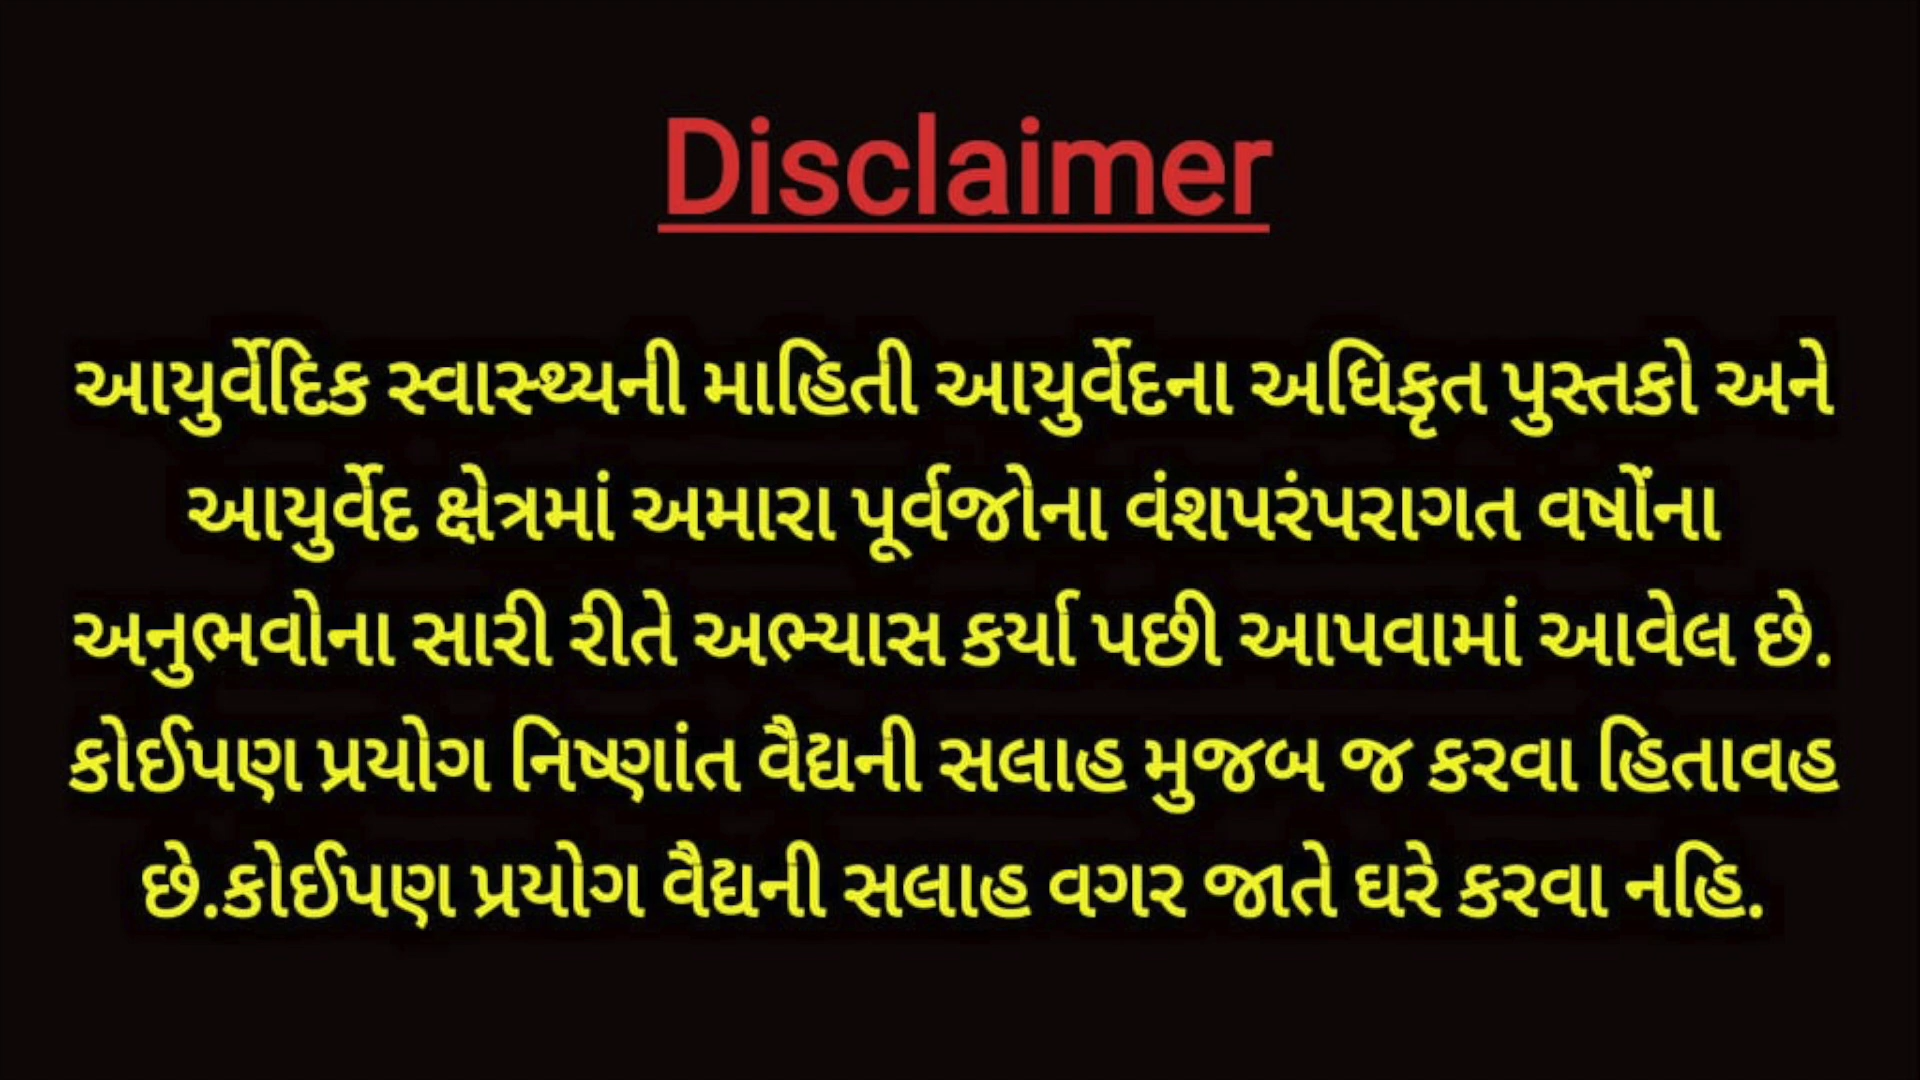 Disclaimer
આયુર્વેદિક સ્વાસ્થ્યની માહિતી આયુર્વેદના અધિકૃત પુસ્તકો અને
આયુર્વેદ ક્ષેત્રમાં અમારા પૂર્વજોના વંશપરંપરાગત વર્ષોના
અનુભવોના સારી રીતે અભ્યાસ કર્યા પછી આપવામાં આવેલ છે.
કોઈપણ પ્રયોગ નિષ્ણાંત વૈદ્યની સલાહ મુજબ જ કરવા હિતાવહ
છે.કોઈપણ પ્રયોગ વૈદ્યની સલાહ વગર જાતે ઘરે કરવા નહિ.